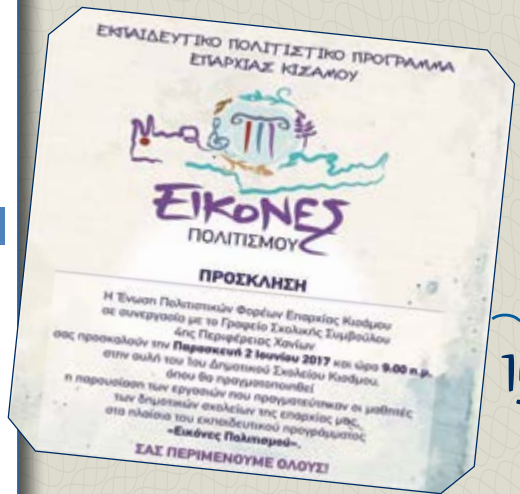 ΕΚΠΑΙΔΕΥΤΙΚΟ ΠΟΛΙΤΙΣΤΙΚΟ ΠΡΟΓΡΑΜΜΑ
ΕΠΑΡΧΙΑΣ ΚΙΣΑΜΟΥ
ΕΙΚΟΝΕΣ
ΠΟΛΙΤΙΣΜΟΥ
ΠΡΟΣΚΛΗΣΗ
Η Ένωση Πολιτιστικών Φορέων Επαρχίας Κισάμου
σε συνεργασία με το Γραφείο Σχολικής Συμβούλου
4ης Περιφέρειας Χανίων
σας προσκαλούν την Παρασκευή 2 Ιουνίου 2017 και ώρα 9.00 π.μ.
στην αυλή του 1ου Δημοτικού Σχολείου Κισάμου,
όπου θα πραγματοποιηθεί
η παρουσίαση των εργασιών που πραγματεύτηκαν οι μαθητές
των δημοτικών σχολείων της επαρχίας μας,
στα πλαίσια του εκπαιδευτικού προγράμματος
«Εικόνες Πολιτισμού».
ΣΑΣ ΠΕΡΙΜΕΝΟΥΜΕ ΟΛΟΥΣ!